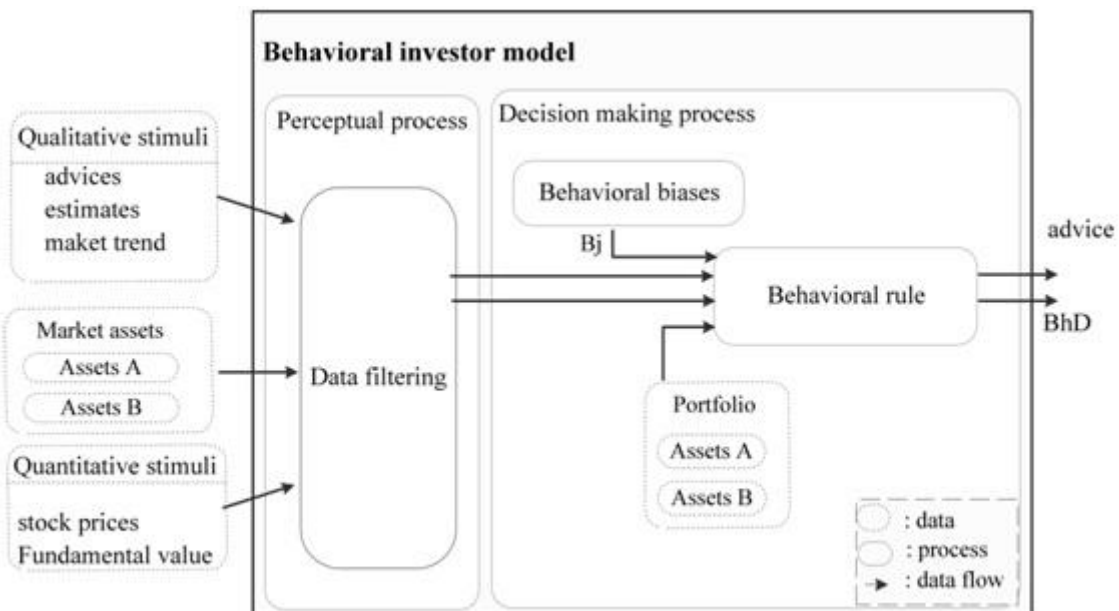 Behavioral investor model
Qualitative stimuli
advices
estimates
maket trend
Market assets
Assets A
Assets B
Quantitative stimuli
stock prices
Fundamental value
Perceptual process
Data filtering
Decision making process
Behavioral biases
Bj
Behavioral rule
Portfolio
Assets A
Assets B
advice
BhD
: data
: process
: data flow